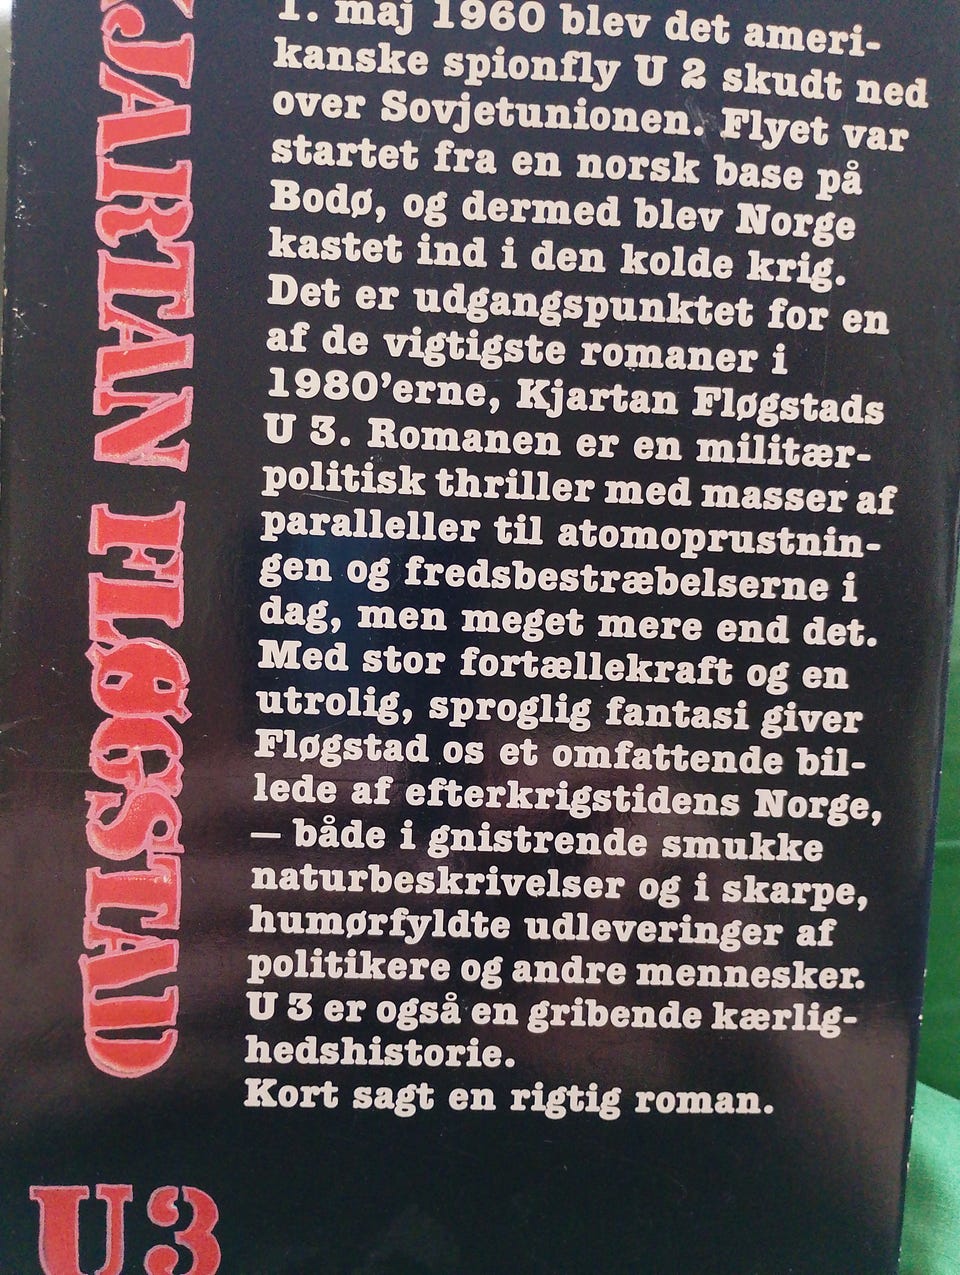 KJARTAN FLØGSTAD
1. maj 1960 blev det ameri-
kanske spionfly U 2 skudt ned
over Sovjetunionen. Flyet var
startet fra en norsk base på
Bodø, og dermed blev Norge
kastet ind i den kolde krig.
Det er udgangspunktet for en
af de vigtigste romaner i
1980'erne, Kjartan Fløgstads
U 3. Romanen er en militær-
politisk thriller med masser af
paralleller til atomoprustnin-
gen og fredsbestræbelserne i
dag, men meget mere end det.
Med stor fortællekraft og en
utrolig, sproglig fantasi giver
Fløgstad os et omfattende bil-
lede af efterkrigstidens Norge,
— både i gnistrende smukke
naturbeskrivelser og i skarpe,
humørfyldte udleveringer af
politikere og andre mennesker.
U 3 er også en gribende kærlig-
hedshistorie.
Kort sagt en rigtig roman.
U3